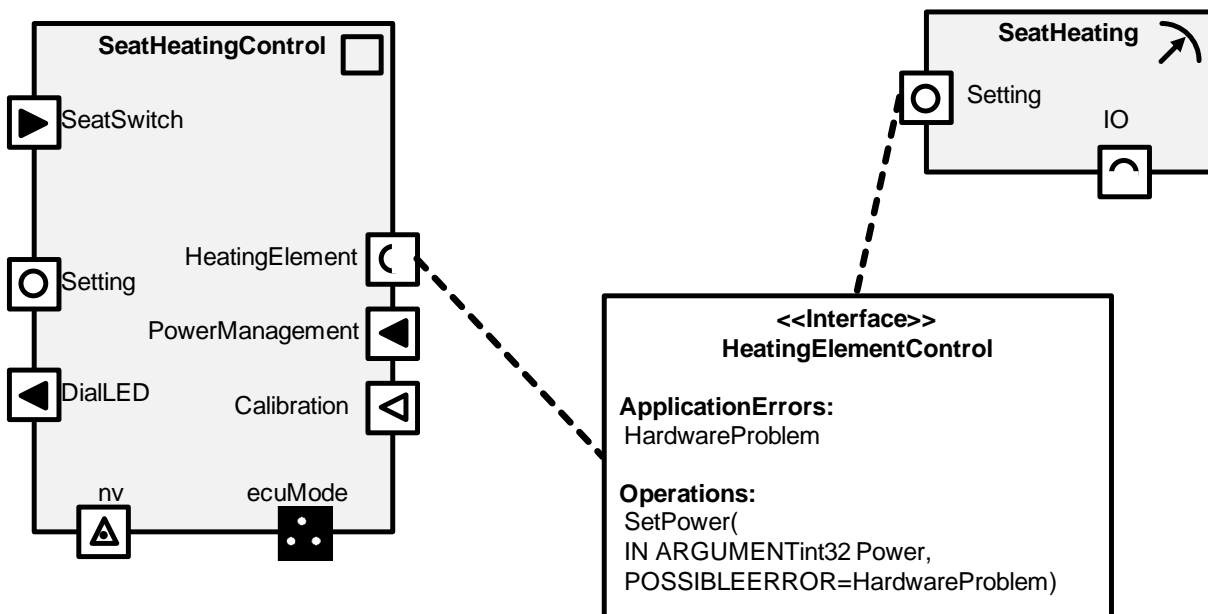 SeatHeatingControl
SeatSwitch
HeatingElement
Setting
PowerManagement
DialLED
Calibration
nv
ecuMode
SeatHeating
Setting
IO
<<Interface>>
HeatingElementControl
ApplicationErrors:
HardwareProblem
Operations:
SetPower(
IN ARGUMENTint32 Power,
POSSIBLEERROR=HardwareProblem)